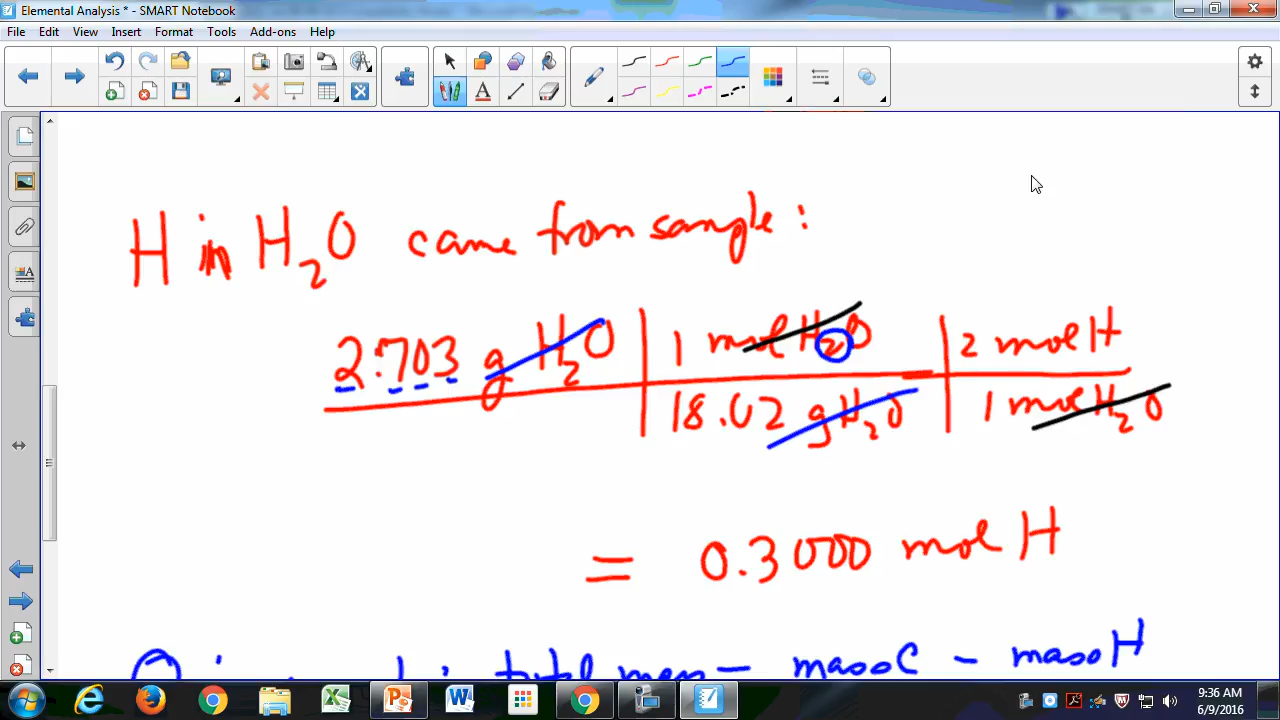 Elemental Analysis * - SMART Notebook
File Edit View Insert Format Tools Add-ons Help
H in H2O came from sample:
2.703 g H2O | 1 mol H2O | 2 mol H
18.02 g H2O | 1 mol H2O
= 0.3000 mol H
total mass - mass C - mass H
9:36 AM
6/9/2016